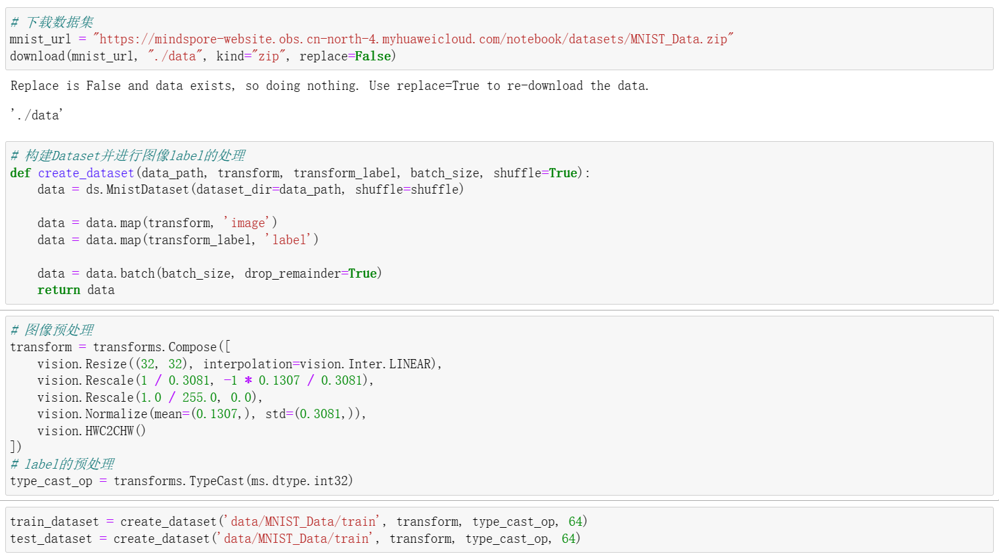 # 下载数据集
mnist_url = "https://mindspore-website.obs.cn-north-4.myhuaweicloud.com/notebook/datasets/MNIST_Data.zip"
download(mnist_url, "./data", kind="zip", replace=False)
Replace is False and data exists, so doing nothing. Use replace=True to re-download the data.
'./data'
# 构建Dataset并进行图像label的处理
def create_dataset(data_path, transform, transform_label, batch_size, shuffle=True):
    data = ds.MnistDataset(dataset_dir=data_path, shuffle=shuffle)
    data = data.map(transform, 'image')
    data = data.map(transform_label, 'label')
    data = data.batch(batch_size, drop_remainder=True)
    return data
# 图像预处理
transform = transforms.Compose([
    vision.Resize((32, 32), interpolation=vision.Inter.LINEAR),
    vision.Rescale(1 / 0.3081, -1 * 0.1307 / 0.3081),
    vision.Rescale(1.0 / 255.0, 0.0),
    vision.Normalize(mean=(0.1307,), std=(0.3081,)),
    vision.HWC2CHW()
])
# label的预处理
type_cast_op = transforms.TypeCast(ms.dtype.int32)
train_dataset = create_dataset('data/MNIST_Data/train', transform, type_cast_op, 64)
test_dataset = create_dataset('data/MNIST_Data/train', transform, type_cast_op, 64)